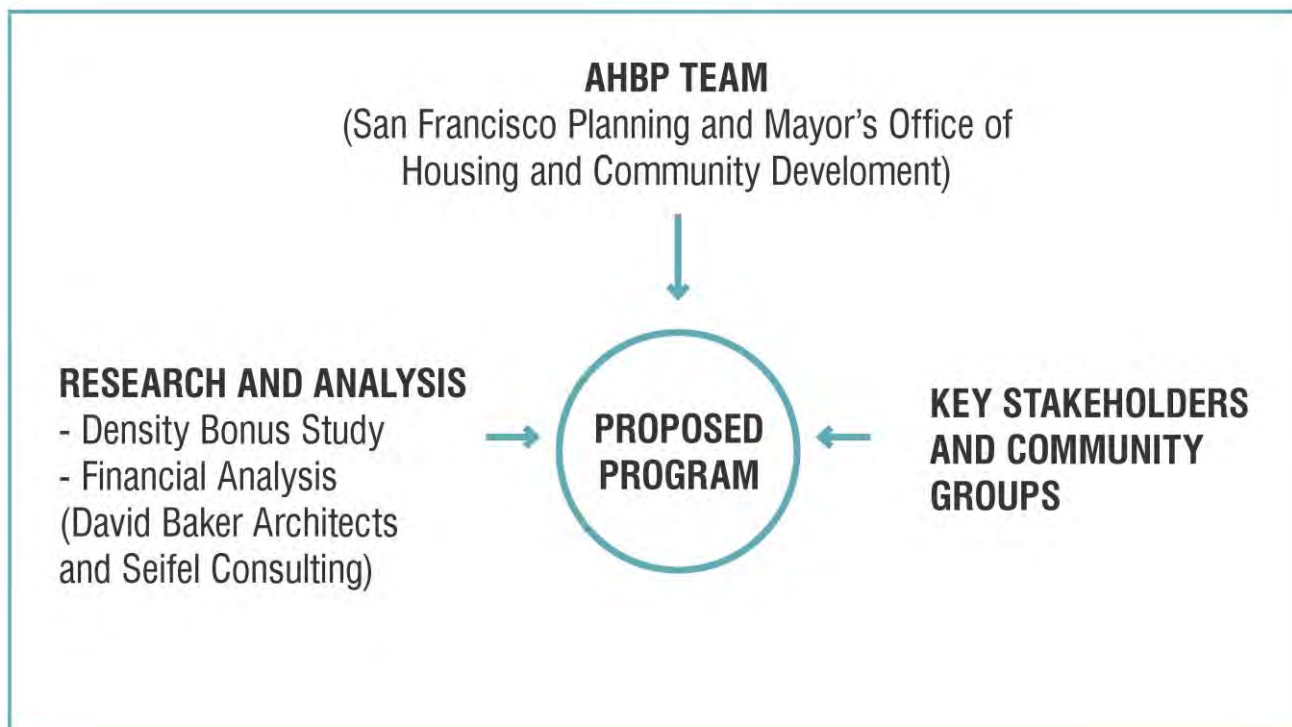 AHBP TEAM
(San Francisco Planning and Mayor's Office of
Housing and Community Develoment)
RESEARCH AND ANALYSIS
- Density Bonus Study
- Financial Analysis
(David Baker Architects
and Seifel Consulting)
PROPOSED
PROGRAM
KEY STAKEHOLDERS
AND COMMUNITY
GROUPS